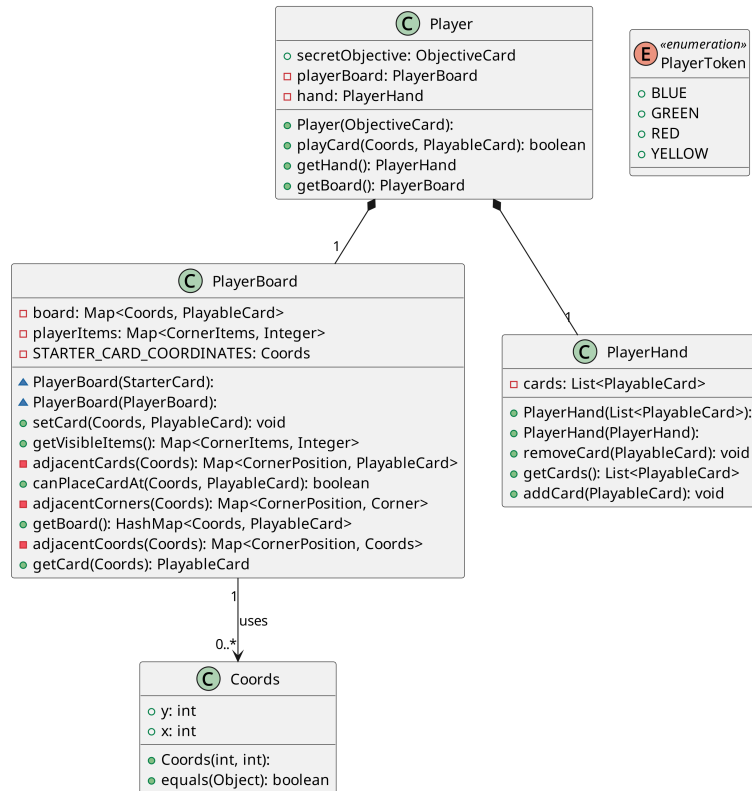 C Player
secretObjective: ObjectiveCard
playerBoard: PlayerBoard
hand: PlayerHand
Player(ObjectiveCard):
playCard(Coords, PlayableCard): boolean
getHand(): PlayerHand
getBoard(): PlayerBoard
«enumeration»
E PlayerToken
BLUE
GREEN
RED
YELLOW
1
1
C PlayerBoard
board: Map<Coords, PlayableCard>
playerItems: Map<CornerItems, Integer>
STARTER_CARD_COORDINATES: Coords
PlayerBoard(StarterCard):
PlayerBoard(PlayerBoard):
setCard(Coords, PlayableCard): void
getVisibleItems(): Map<CornerItems, Integer>
adjacentCards(Coords): Map<CornerPosition, PlayableCard>
canPlaceCardAt(Coords, PlayableCard): boolean
adjacentCorners(Coords): Map<CornerPosition, Corner>
getBoard(): HashMap<Coords, PlayableCard>
adjacentCoords(Coords): Map<CornerPosition, Coords>
getCard(Coords): PlayableCard
C PlayerHand
cards: List<PlayableCard>
PlayerHand(List<PlayableCard>):
PlayerHand(PlayerHand):
removeCard(PlayableCard): void
getCards(): List<PlayableCard>
addCard(PlayableCard): void
1
uses
0..*
C Coords
y: int
x: int
Coords(int, int):
equals(Object): boolean